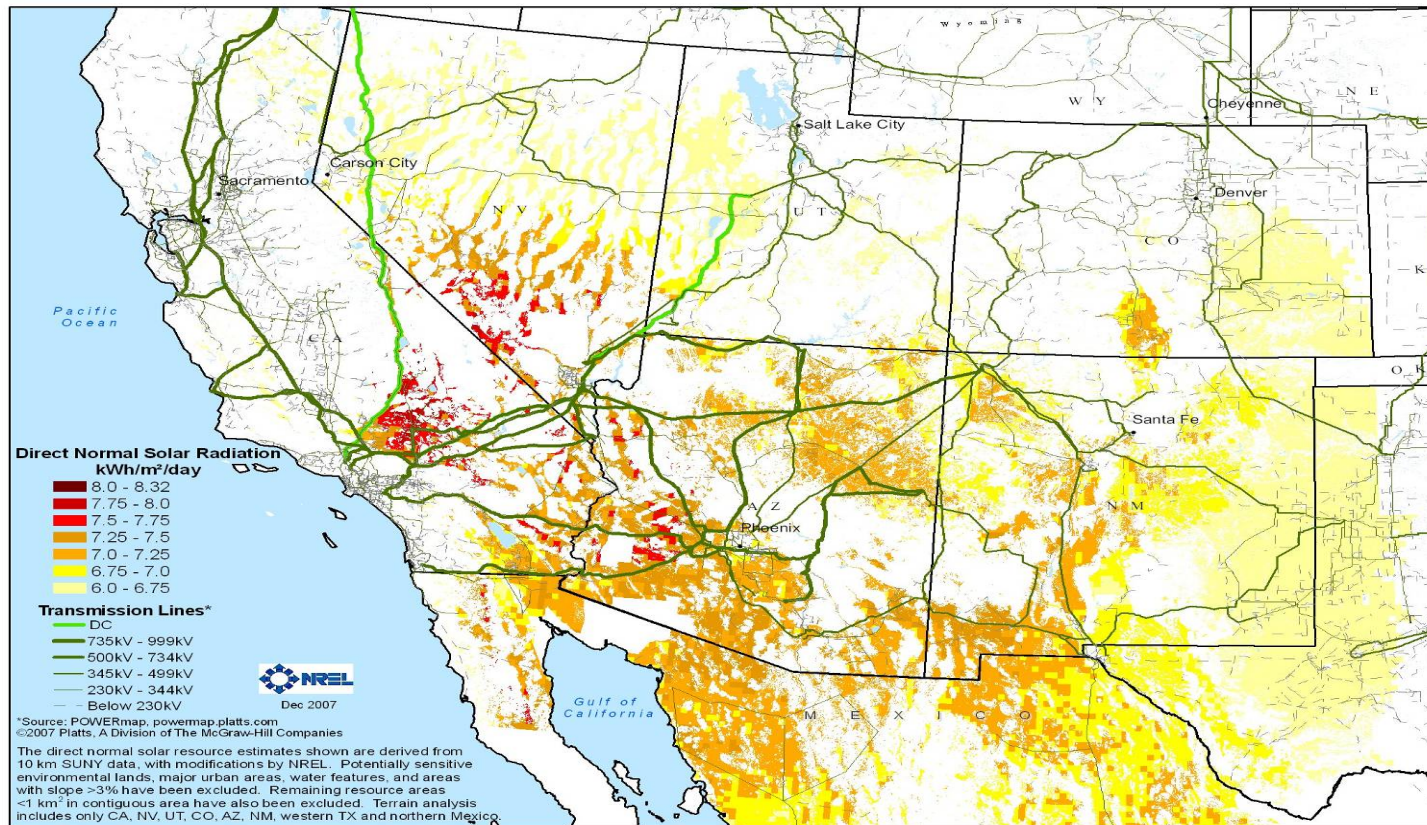 Wyoming
WY
NE
Cheyenne
Salt Lake City
Carson City
Sacramento
Denver
NV
UT
CO
K
Pacific
Ocean
CA
OK
Santa Fe
Direct Normal Solar Radiation
kWh/m²/day
8.0 - 8.32
7.75 - 8.0
7.5 - 7.75
7.25 - 7.5
7.0 - 7.25
6.75 - 7.0
6.0 - 6.75
AZ
NM
Phoenix
Transmission Lines*
DC
735kV - 999kV
500kV - 734kV
345kV - 499kV
230kV - 344kV
Below 230kV
NREL
Dec 2007
Gulf of
California
MEXICO
*Source: POWERmap, powermap.platts.com
©2007 Platts, A Division of The McGraw-Hill Companies
The direct normal solar resource estimates shown are derived from
10 km SUNY data, with modifications by NREL. Potentially sensitive
environmental lands, major urban areas, water features, and areas
with slope >3% have been excluded. Remaining resource areas
<1 km² in contiguous area have also been excluded. Terrain analysis
includes only CA, NV, UT, CO, AZ, NM, western TX and northern Mexico.